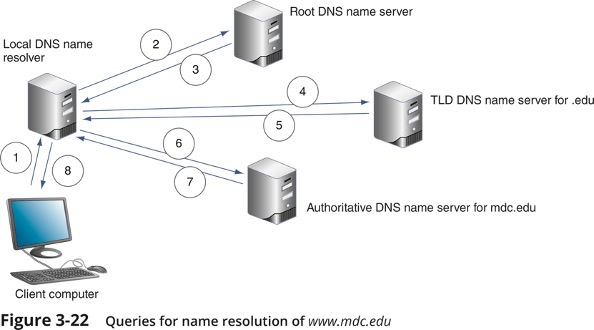 Root DNS name server
Local DNS name
resolver
2
3
4
TLD DNS name server for .edu
5
6
1
8
7
Authoritative DNS name server for mdc.edu
Client computer
Figure 3-22 Queries for name resolution of www.mdc.edu